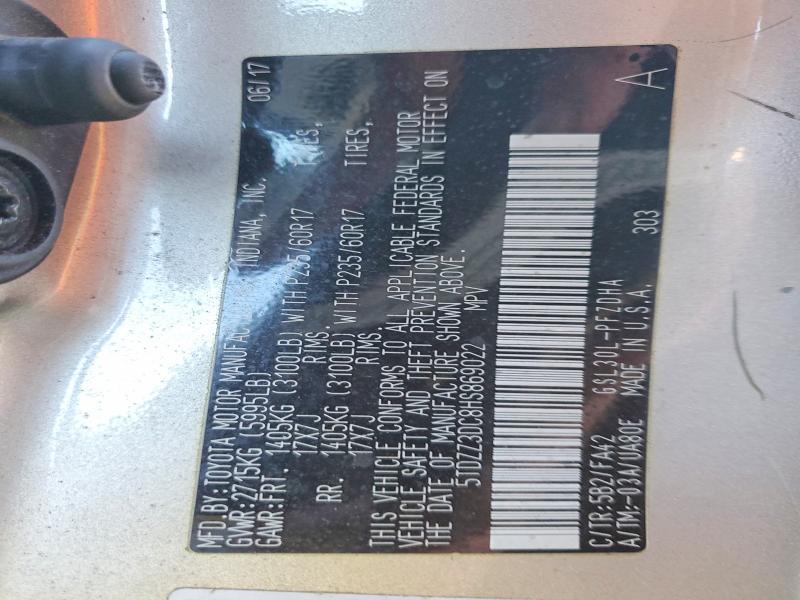 MFD. BY: TOYOTA MOTOR MANUFACTURING INDIANA, INC. 06/17
GVWR: 2715KG (5995LB)
GAWR: FRT. 1405KG (3100LB) WITH P235/60R17 TIRES,
17X7J RIMS.
RR. 1405KG (3100LB) WITH P235/60R17 TIRES,
17X7J RIMS
THIS VEHICLE CONFORMS TO ALL APPLICABLE FEDERAL MOTOR
VEHICLE SAFETY AND THEFT PREVENTION STANDARDS IN EFFECT ON
THE DATE OF MANUFACTURE SHOWN ABOVE.
5TDZZ3DC8HS869022 MPV
C/TR: 5B2/FA42 GSL30L-PFZDHA 303
A/TM: -03A/UA80E MADE IN U.S.A. A